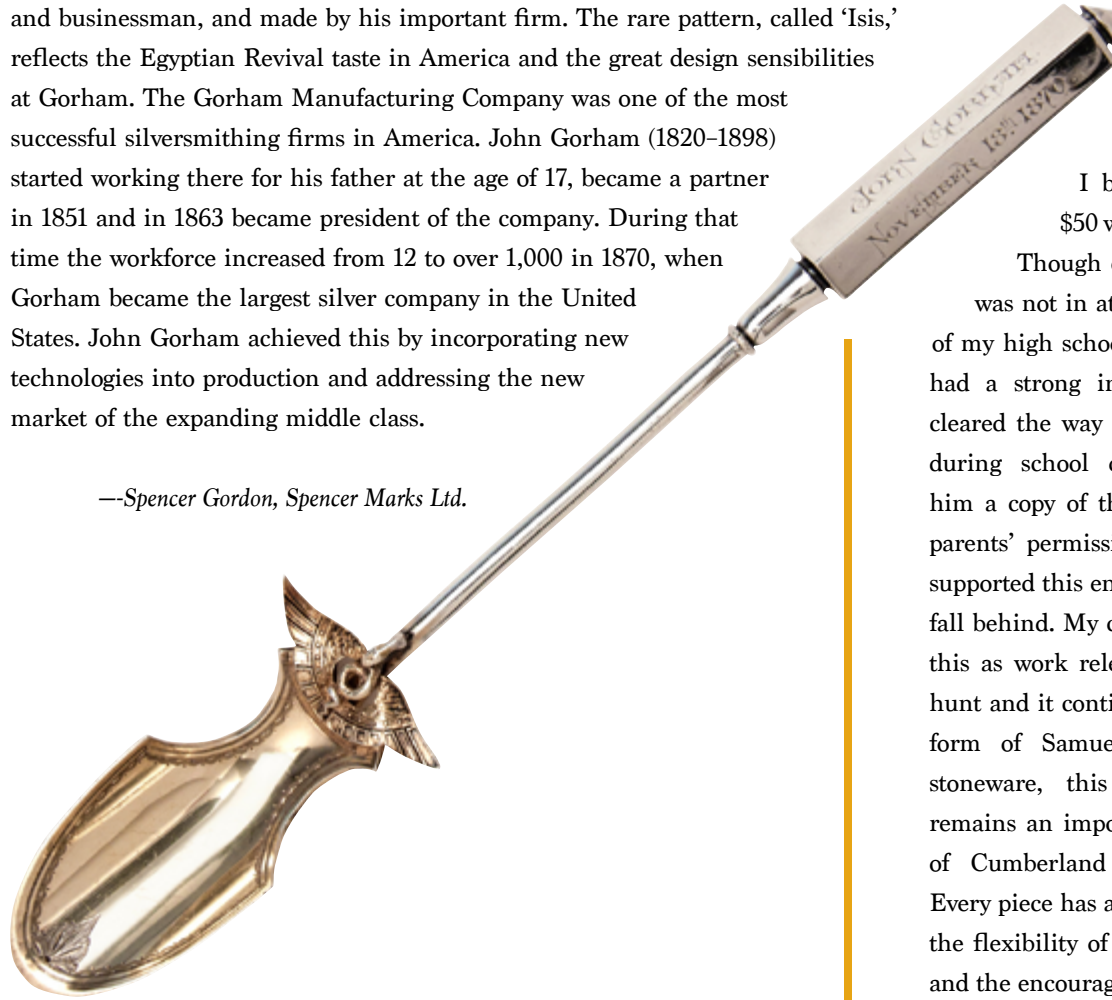 and businessman, and made by his important firm. The rare pattern, called ‘Isis,’
reflects the Egyptian Revival taste in America and the great design sensibilities
at Gorham. The Gorham Manufacturing Company was one of the most
successful silversmithing firms in America. John Gorham (1820–1898)
started working there for his father at the age of 17, became a partner
in 1851 and in 1863 became president of the company. During that
time the workforce increased from 12 to over 1,000 in 1870, when
Gorham became the largest silver company in the United
States. John Gorham achieved this by incorporating new
technologies into production and addressing the new
market of the expanding middle class.
—-Spencer Gordon, Spencer Marks Ltd.
JOHN GORHAM,
NOVEMBER 18th 1870
I b
$50 w
Though
was not in at
of my high schoo
had a strong in
cleared the way
during school
him a copy of th
parents’ permissi
supported this en
fall behind. My
this as work rele
hunt and it conti
form of Samue
stoneware, this
remains an impo
of Cumberland
Every piece has a
the flexibility of
and the encourag